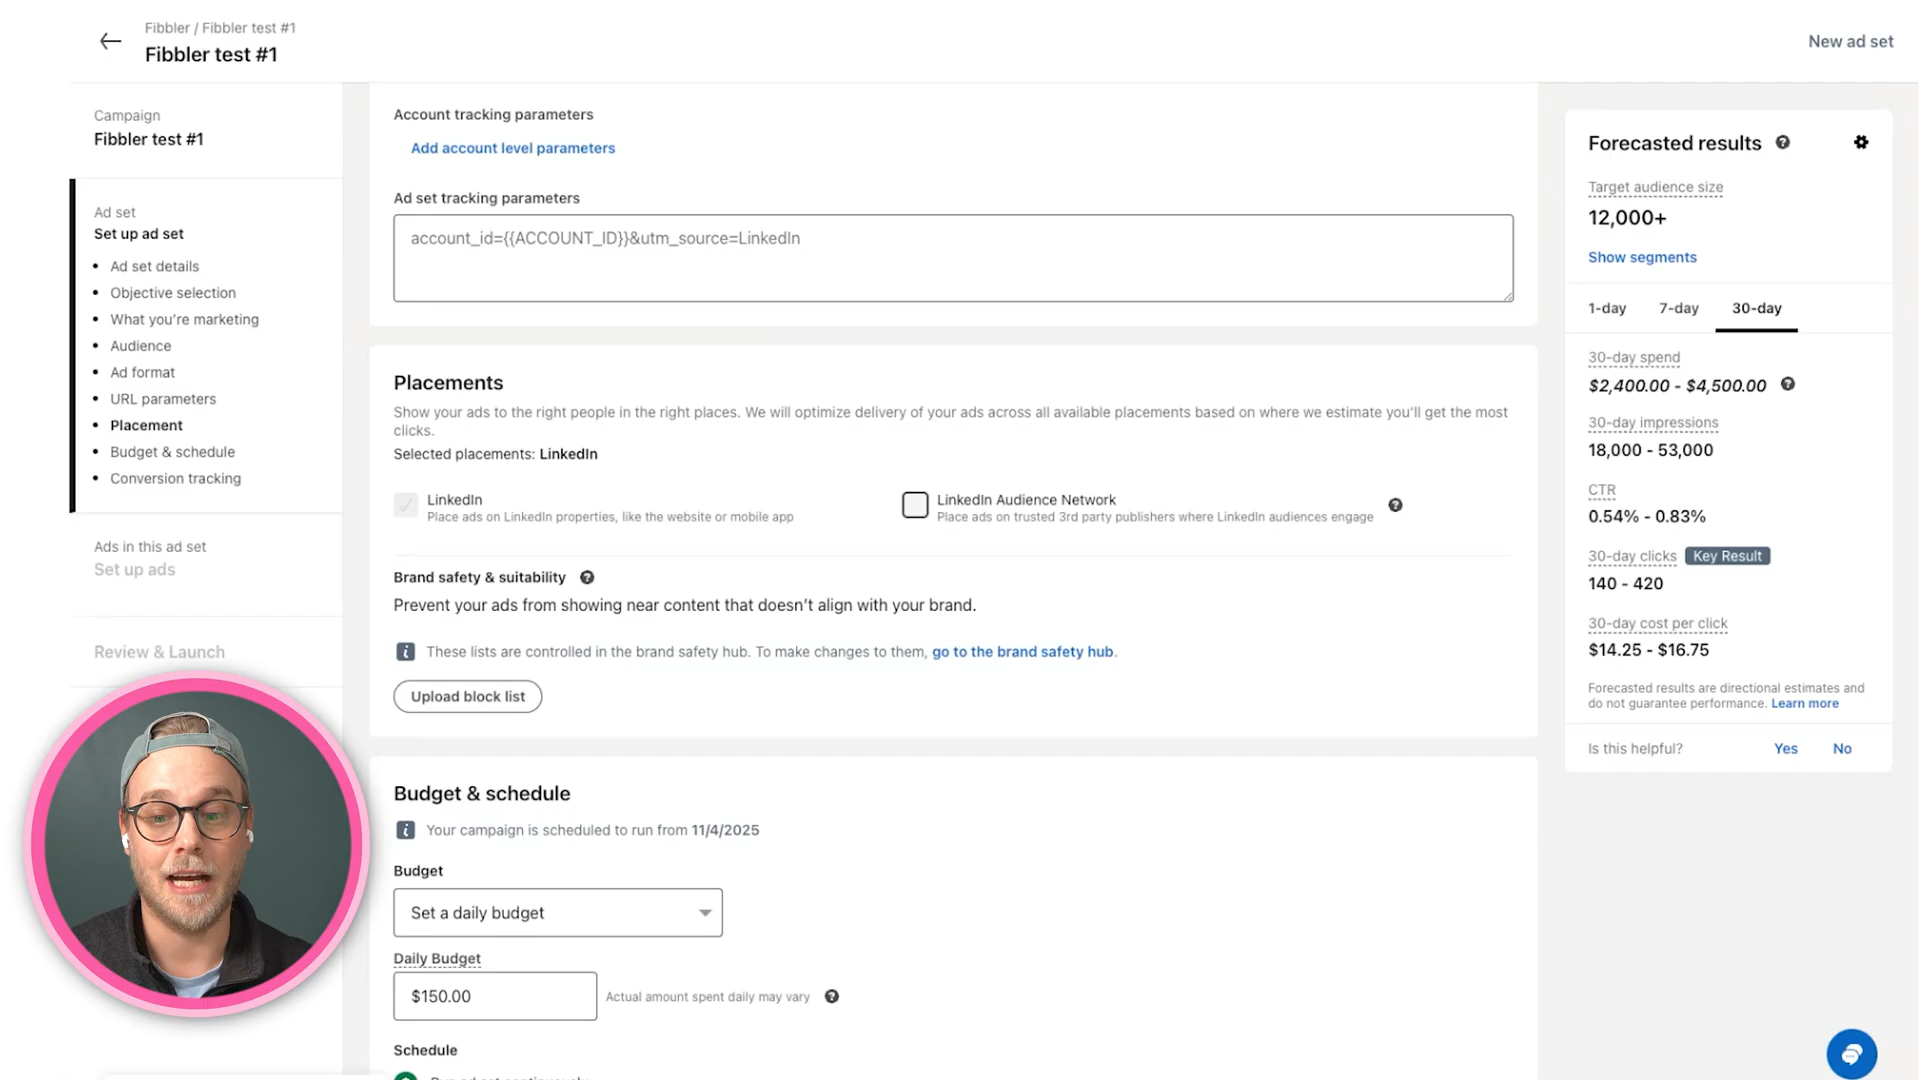 Fibbler / Fibbler test #1
Fibbler test #1
New ad set
Campaign
Fibbler test #1
Ad set
Set up ad set
Ad set details
Objective selection
What you’re marketing
Audience
Ad format
URL parameters
Placement
Budget & schedule
Conversion tracking
Ads in this ad set
Set up ads
Review & Launch
Account tracking parameters
Add account level parameters
Ad set tracking parameters
account_id={{ACCOUNT_ID}}&utm_source=LinkedIn
Placements
Show your ads to the right people in the right places. We will optimize delivery of your ads across all available placements based on where we estimate you’ll get the most
clicks.
Selected placements: LinkedIn
LinkedIn
Place ads on LinkedIn properties, like the website or mobile app
LinkedIn Audience Network
Place ads on trusted 3rd party publishers where LinkedIn audiences engage
Brand safety & suitability
Prevent your ads from showing near content that doesn’t align with your brand.
These lists are controlled in the brand safety hub. To make changes to them, go to the brand safety hub.
Upload block list
Budget & schedule
Your campaign is scheduled to run from 11/4/2025
Budget
Set a daily budget
Daily Budget
$150.00
Actual amount spent daily may vary
Schedule
Forecasted results
Target audience size
12,000+
Show segments
1-day 7-day 30-day
30-day spend
$2,400.00 - $4,500.00
30-day impressions
18,000 - 53,000
CTR
0.54% - 0.83%
30-day clicks Key Result
140 - 420
30-day cost per click
$14.25 - $16.75
Forecasted results are directional estimates and
do not guarantee performance. Learn more
Is this helpful? Yes No